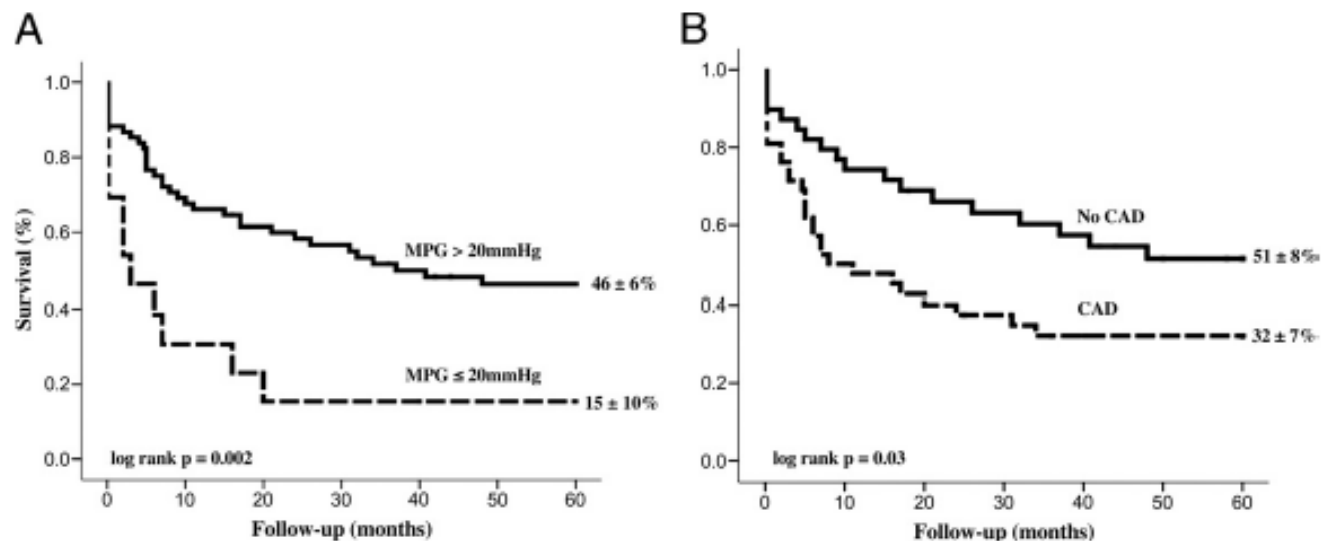 A
1.0
0.8
0.6
0.4
0.2
0.0
Survival (%)
MPG > 20mmHg
46 ± 6%
MPG ≤ 20mmHg
15 ± 10%
log rank p = 0.002
0 10 20 30 40 50 60
Follow-up (months)
B
1.0
0.8
0.6
0.4
0.2
0.0
No CAD
51 ± 8%
CAD
32 ± 7%
log rank p = 0.03
0 10 20 30 40 50 60
Follow-up (months)